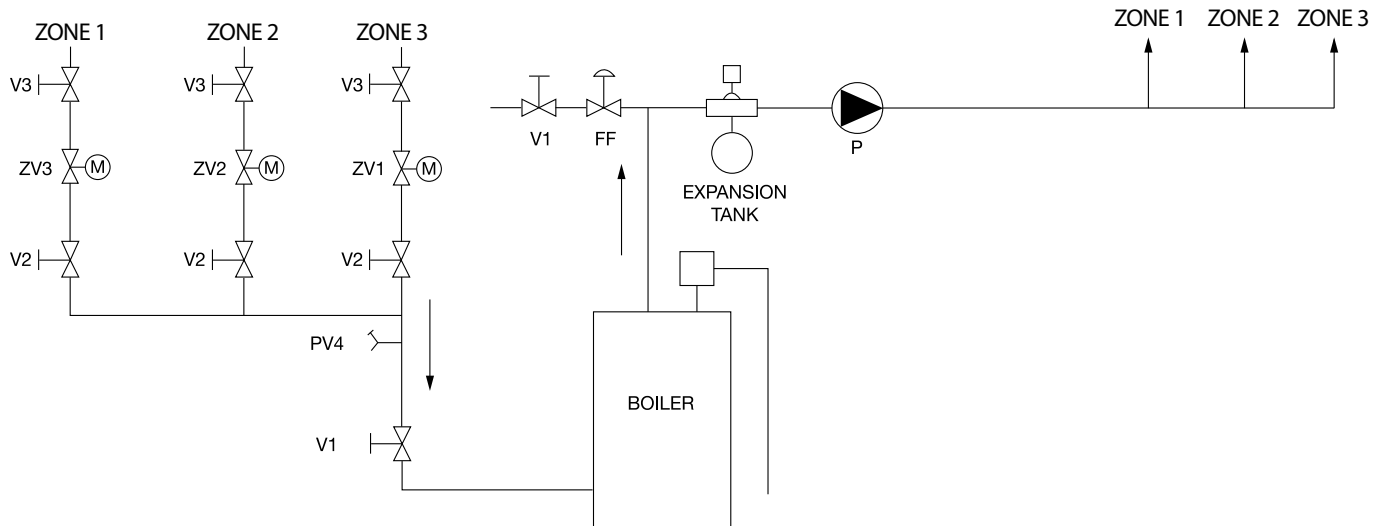 ZONE 1 ZONE 2 ZONE 3
ZONE 1 ZONE 2 ZONE 3
V3 V3 V3
V1 FF
P
ZV3 M ZV2 M ZV1 M
EXPANSION
TANK
V2 V2 V2
PV4
BOILER
V1